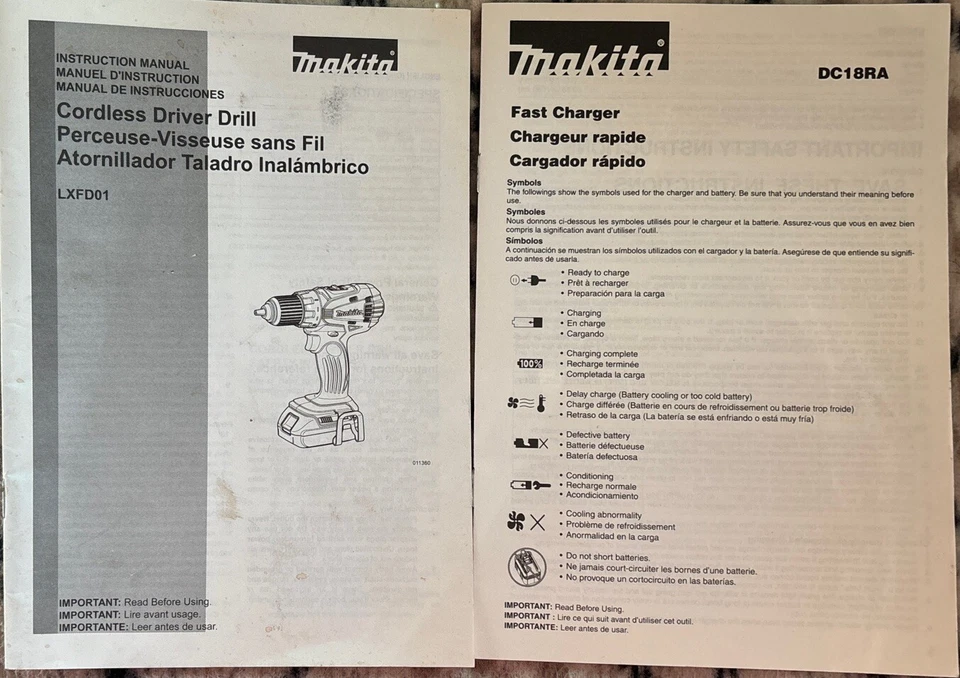 INSTRUCTION MANUAL
MANUEL D'INSTRUCTION
MANUAL DE INSTRUCCIONES
Makita®
Cordless Driver Drill
Perceuse-Visseuse sans Fil
Atornillador Taladro Inalámbrico
LXFD01
Makita
011360
IMPORTANT: Read Before Using.
IMPORTANT: Lire avant usage.
IMPORTANTE: Leer antes de usar.
Makita®
DC18RA
Fast Charger
Chargeur rapide
Cargador rápido
Symbols
The followings show the symbols used for the charger and battery. Be sure that you understand their meaning before
use.
Symboles
Nous donnons ci-dessous les symboles utilisés pour le chargeur et la batterie. Assurez-vous que vous en avez bien
compris la signification avant d'utiliser l'outil.
Símbolos
A continuación se muestran los símbolos utilizados con el cargador y la batería. Asegúrese de que entiende su signifi-
cado antes de usarla.
• Ready to charge
• Prêt à recharger
• Preparación para la carga
• Charging
• En charge
• Cargando
100%
• Charging complete
• Recharge terminée
• Completada la carga
• Delay charge (Battery cooling or too cold battery)
• Charge différée (Batterie en cours de refroidissement ou batterie trop froide)
• Retraso de la carga (La batería se está enfriando o está muy fría)
• Defective battery
• Batterie défectueuse
• Batería defectuosa
• Conditioning
• Recharge normale
• Acondicionamiento
• Cooling abnormality
• Problème de refroidissement
• Anormalidad en la carga
• Do not short batteries.
• Ne jamais court-circuiter les bornes d'une batterie.
• No provoque un cortocircuito en las baterías.
IMPORTANT: Read Before Using.
IMPORTANT : Lire ce qui suit avant d'utiliser cet outil.
IMPORTANTE: Leer antes de usar.